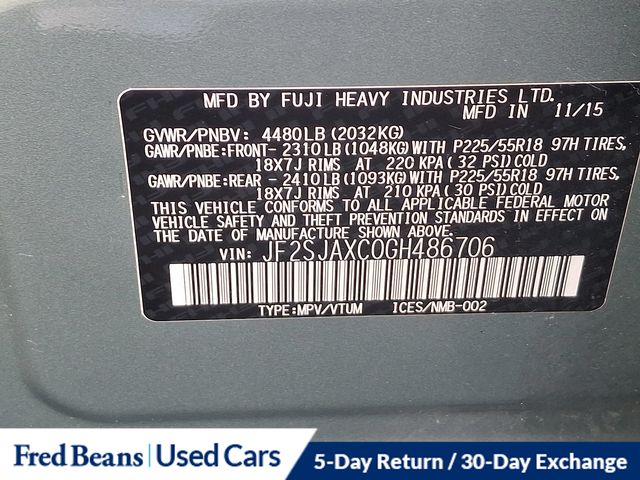 MFD BY FUJI HEAVY INDUSTRIES LTD.
MFD IN 11/15
GVWR/PNBV: 4480LB (2032KG)
GAWR/PNBE:FRONT- 2310LB (1048KG) WITH P225/55R18 97H TIRES,
18X7J RIMS AT 220 KPA (32 PSI) COLD
GAWR/PNBE:REAR - 2410LB (1093KG) WITH P225/55R18 97H TIRES,
18X7J RIMS AT 210 KPA (30 PSI) COLD
THIS VEHICLE CONFORMS TO ALL APPLICABLE FEDERAL MOTOR
VEHICLE SAFETY AND THEFT PREVENTION STANDARDS IN EFFECT ON
THE DATE OF MANUFACTURE SHOWN ABOVE.
VIN: JF2SJAXC0GH486706
TYPE:MPV/VTUM ICES/NMB-002
Fred Beans | Used Cars
5-Day Return / 30-Day Exchange